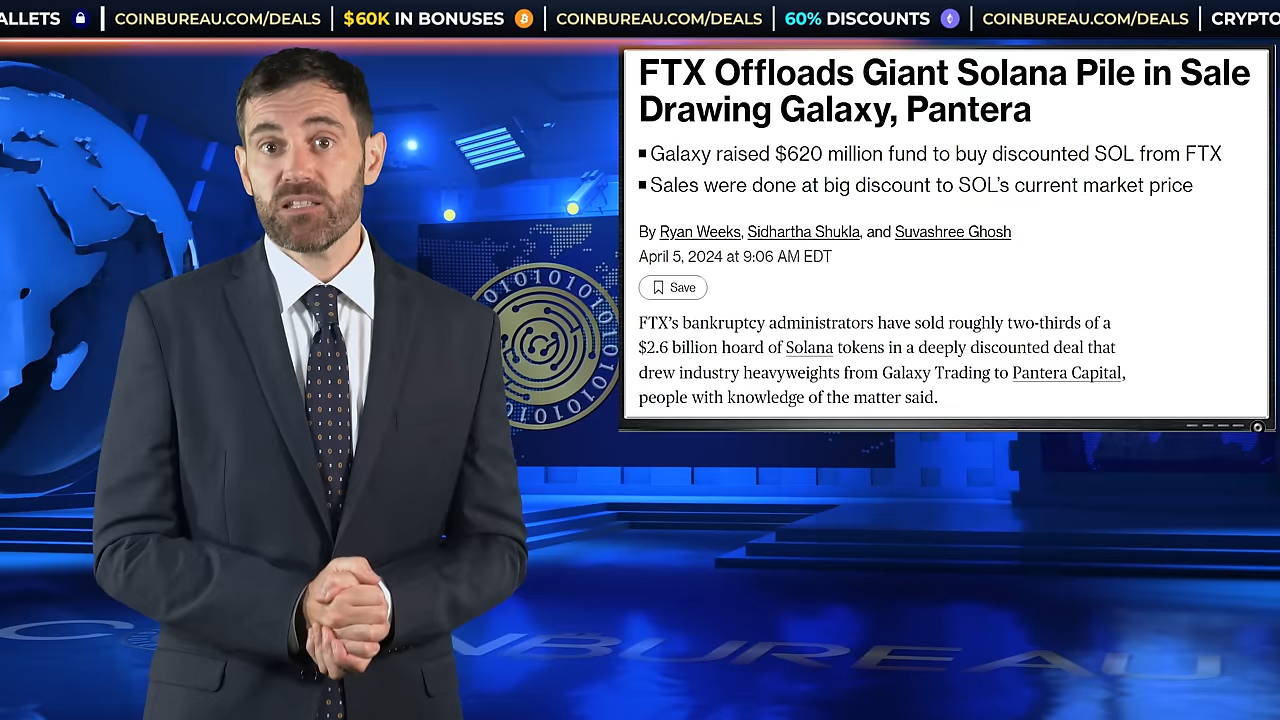 ALLETS | COINBUREAU.COM/DEALS | $60K IN BONUSES | COINBUREAU.COM/DEALS | 60% DISCOUNTS | COINBUREAU.COM/DEALS | CRYPTO
FTX Offloads Giant Solana Pile in Sale
Drawing Galaxy, Pantera
■ Galaxy raised $620 million fund to buy discounted SOL from FTX
■ Sales were done at big discount to SOL's current market price
By Ryan Weeks, Sidhartha Shukla, and Suvashree Ghosh
April 5, 2024 at 9:06 AM EDT
Save
FTX's bankruptcy administrators have sold roughly two-thirds of a
$2.6 billion hoard of Solana tokens in a deeply discounted deal that
drew industry heavyweights from Galaxy Trading to Pantera Capital,
people with knowledge of the matter said.
01010101
01010101
C NBUREAU